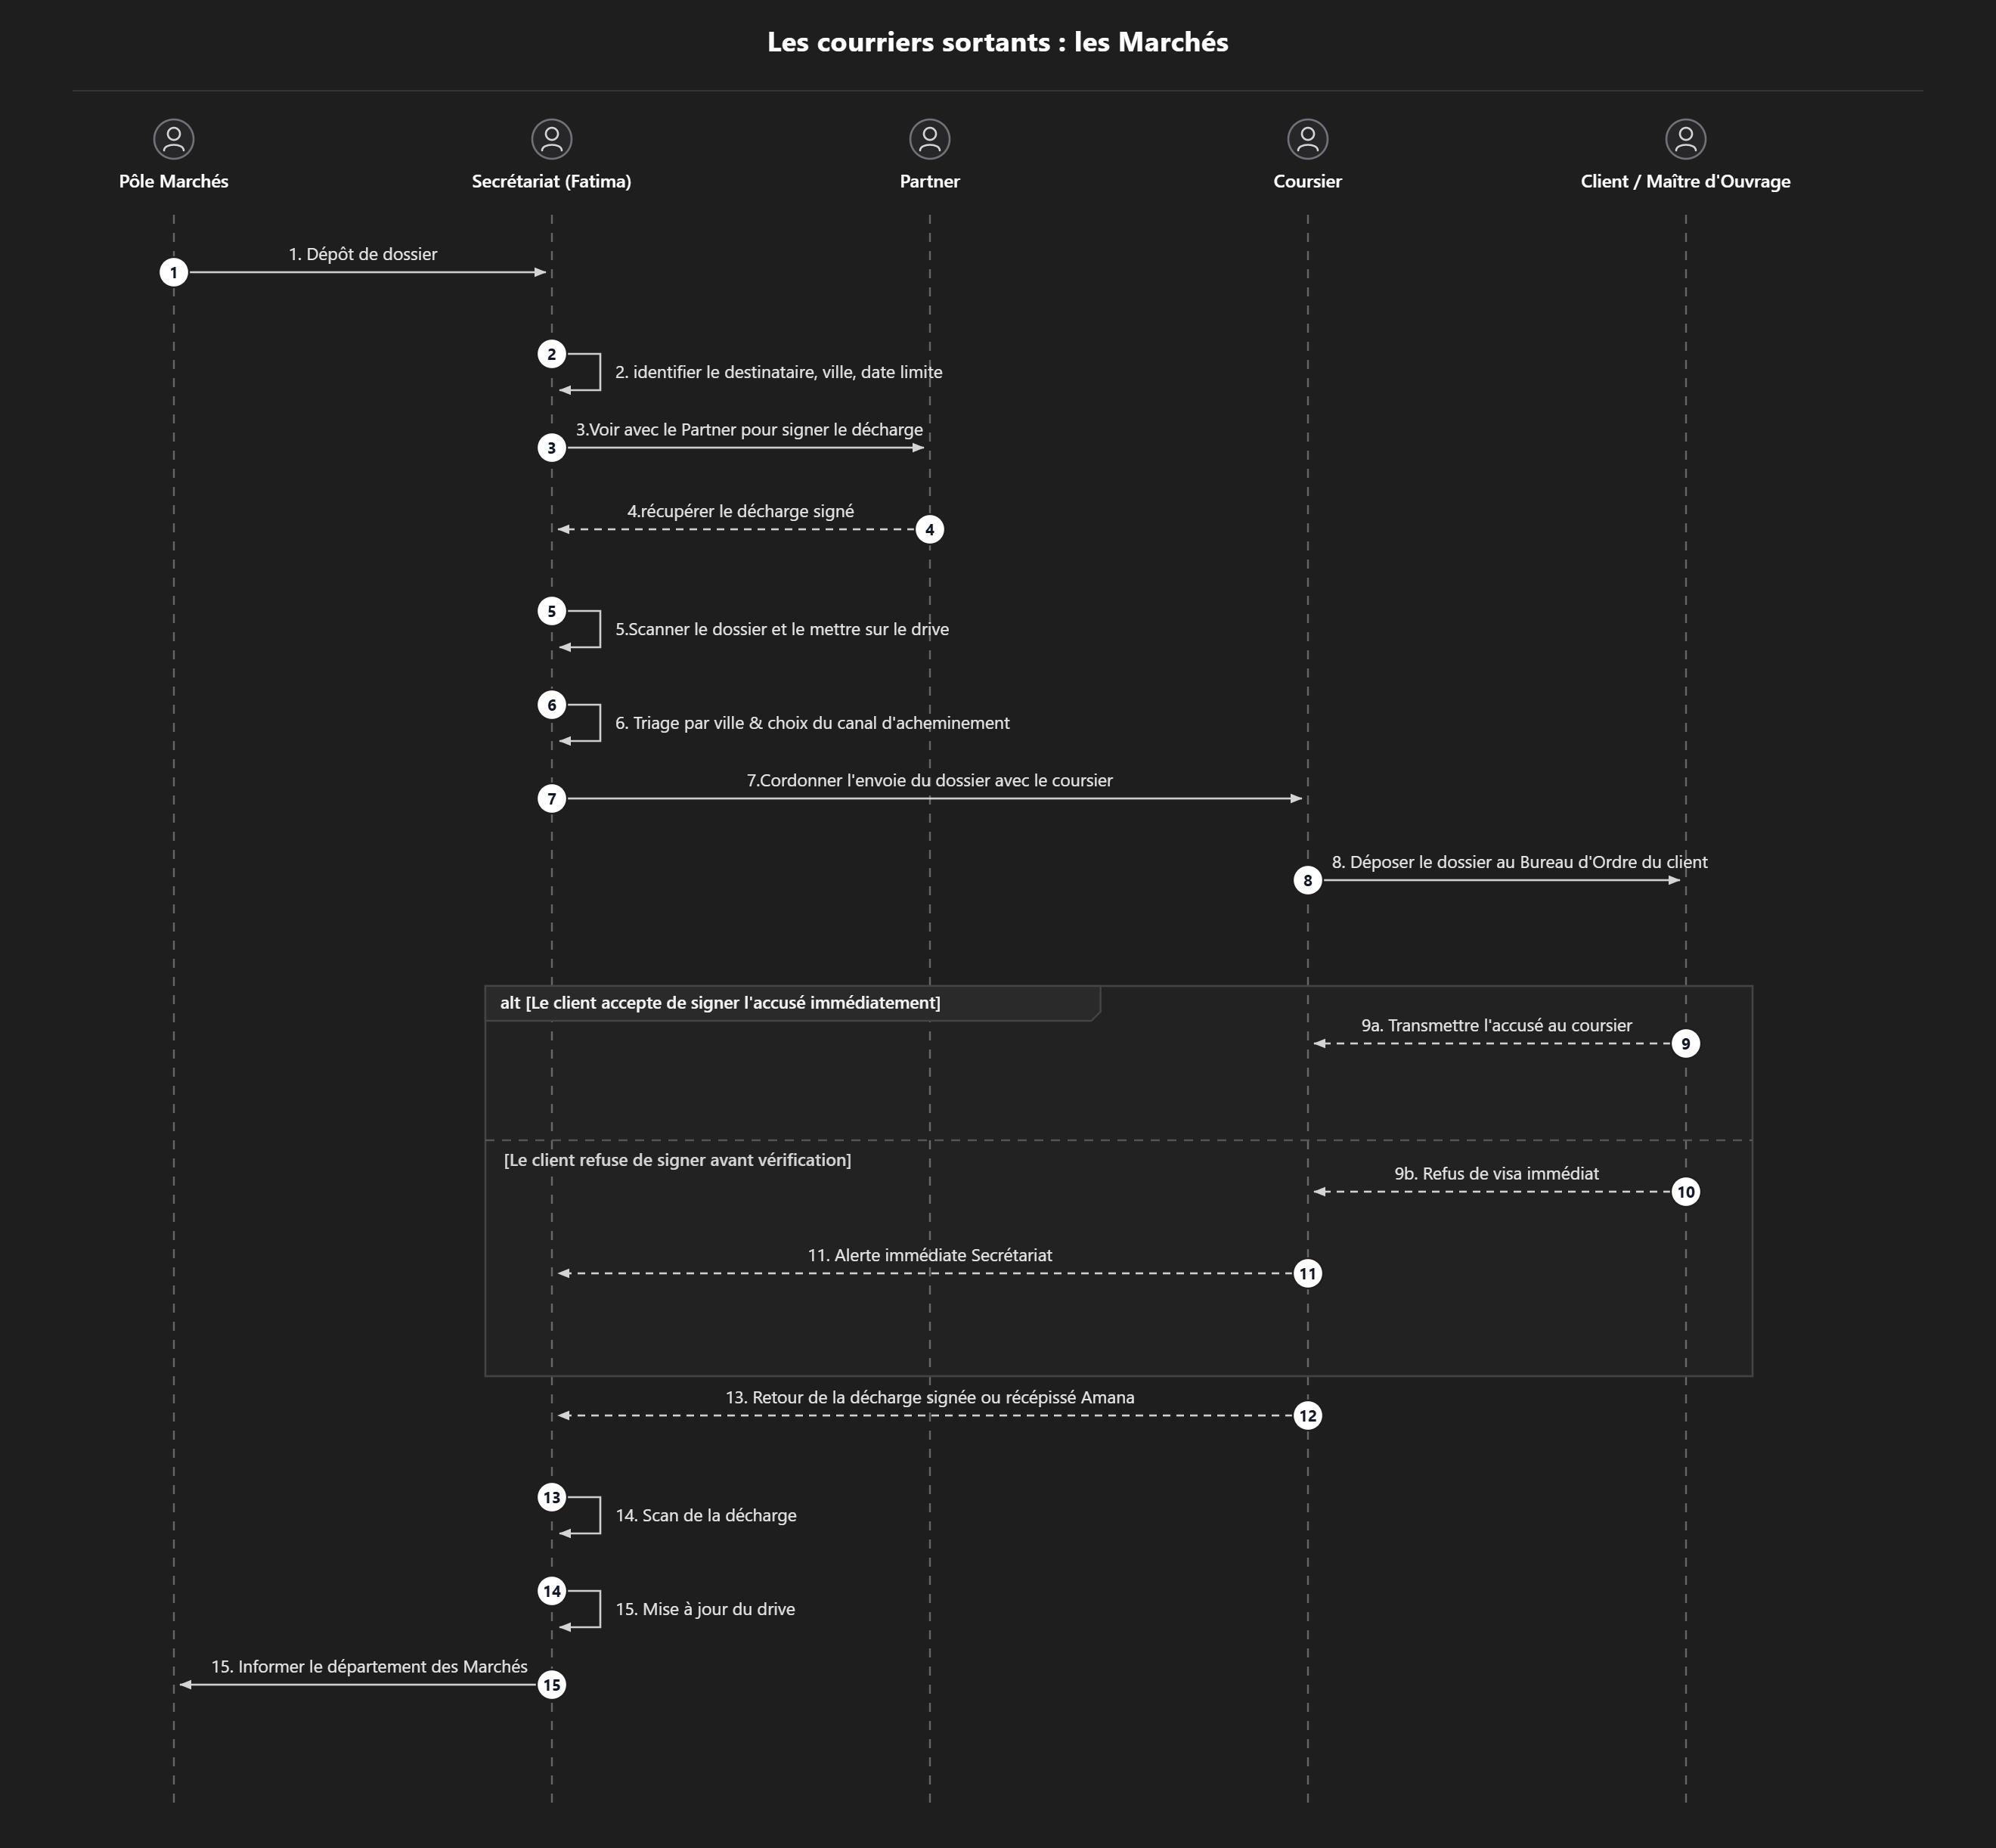 Les courriers sortants : les Marchés
Pôle Marchés
Secrétariat (Fatima)
Partner
Coursier
Client / Maître d'Ouvrage
1. Dépôt de dossier
1
2
2. identifier le destinataire, ville, date limite
3.Voir avec le Partner pour signer le décharge
3
4.récupérer le décharge signé
4
5
5.Scanner le dossier et le mettre sur le drive
6
6. Triage par ville & choix du canal d'acheminement
7.Cordonner l'envoie du dossier avec le coursier
7
8. Déposer le dossier au Bureau d'Ordre du client
8
alt [Le client accepte de signer l'accusé immédiatement]
9a. Transmettre l'accusé au coursier
9
[Le client refuse de signer avant vérification]
9b. Refus de visa immédiat
10
11. Alerte immédiate Secrétariat
11
13. Retour de la décharge signée ou récépissé Amana
12
13
14. Scan de la décharge
14
15. Mise à jour du drive
15. Informer le département des Marchés
15